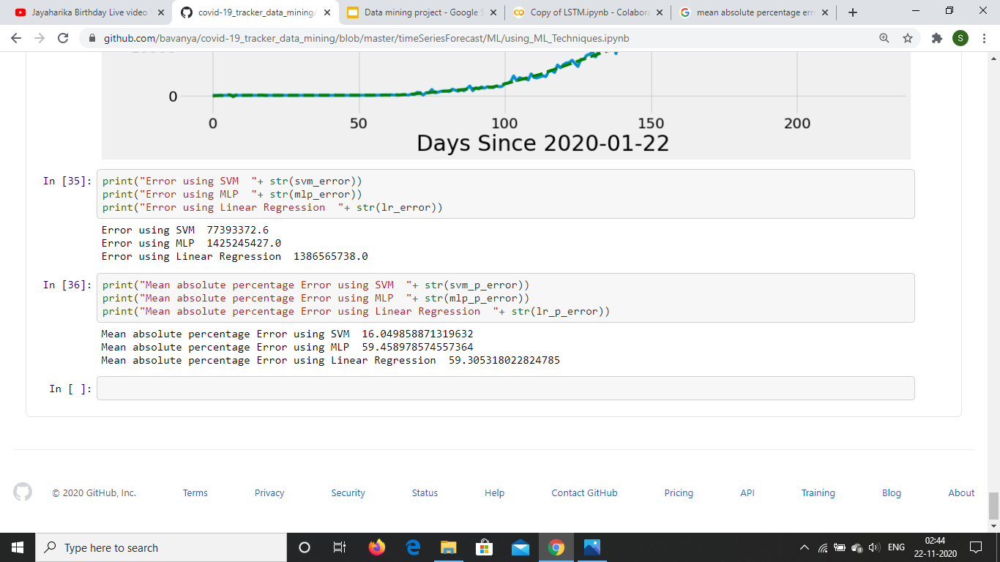 Jayaharika Birthday Live video
covid-19_tracker_data_mining/
Data mining project - Google S
Copy of LSTM.ipynb - Colabora
mean absolute percentage erro
github.com/bavanya/covid-19_tracker_data_mining/blob/master/timeSeriesForecast/ML/using_ML_Techniques.ipynb
S
0
0 50 100 150 200
Days Since 2020-01-22
In [35]: print("Error using SVM  "+ str(svm_error))
print("Error using MLP  "+ str(mlp_error))
print("Error using Linear Regression  "+ str(lr_error))
Error using SVM  77393372.6
Error using MLP  1425245427.0
Error using Linear Regression  1386565738.0
In [36]: print("Mean absolute percentage Error using SVM  "+ str(svm_p_error))
print("Mean absolute percentage Error using MLP  "+ str(mlp_p_error))
print("Mean absolute percentage Error using Linear Regression  "+ str(lr_p_error))
Mean absolute percentage Error using SVM  16.049858871319632
Mean absolute percentage Error using MLP  59.458978574557364
Mean absolute percentage Error using Linear Regression  59.305318022824785
In [ ]:
© 2020 GitHub, Inc. Terms Privacy Security Status Help Contact GitHub Pricing API Training Blog About
Type here to search
ENG
02:44
22-11-2020